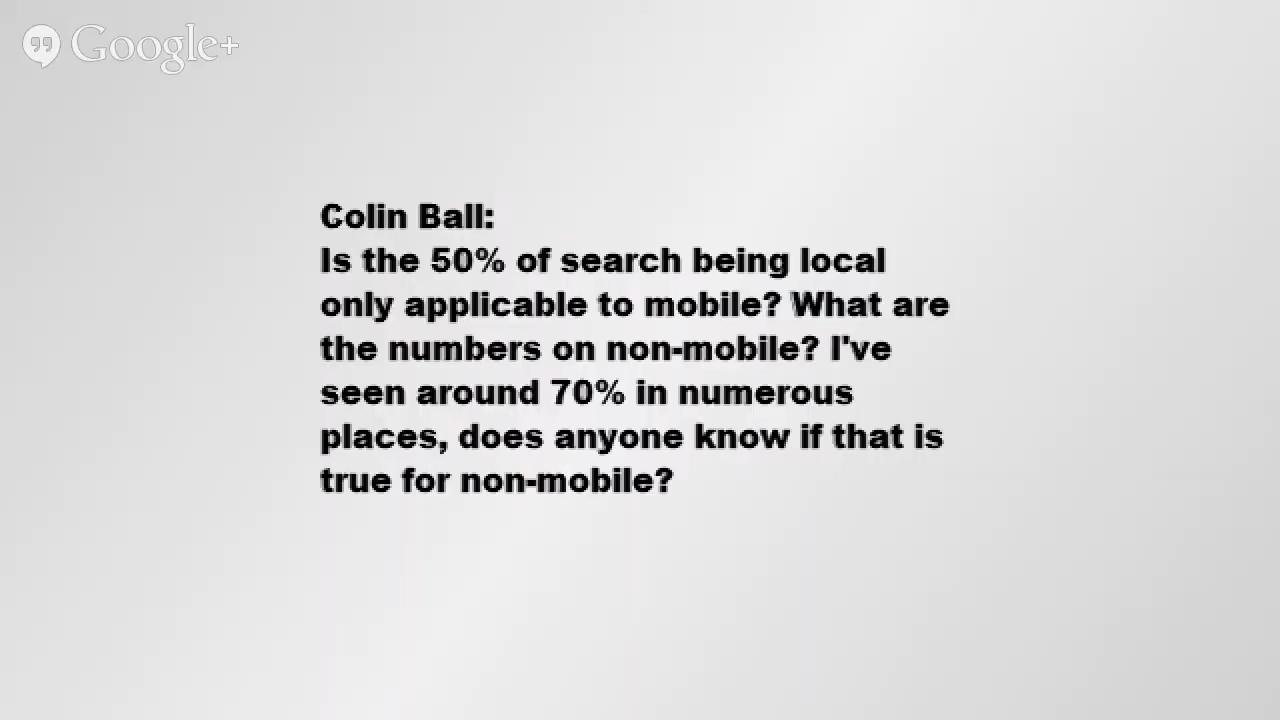 Google+
Colin Ball:
Is the 50% of search being local
only applicable to mobile? What are
the numbers on non-mobile? I've
seen around 70% in numerous
places, does anyone know if that is
true for non-mobile?